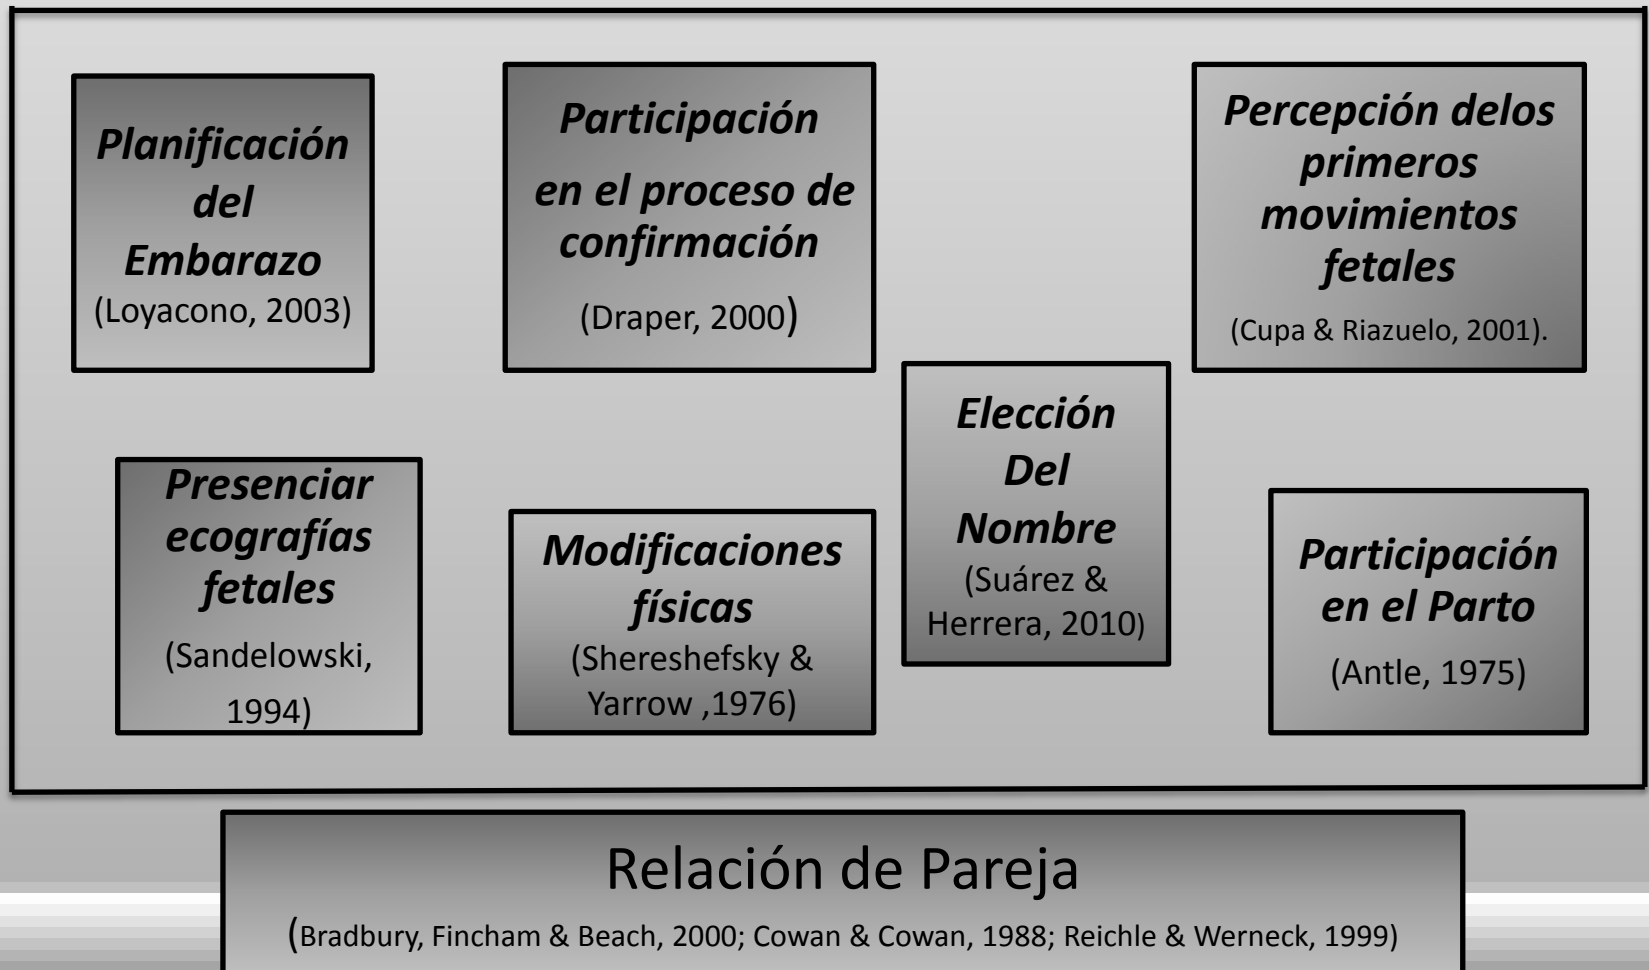 Planificación
del
Embarazo
(Loyacono, 2003)
Participación
en el proceso de
confirmación
(Draper, 2000)
Percepción delos
primeros
movimientos
fetales
(Cupa & Riazuelo, 2001).
Presenciar
ecografías
fetales
(Sandelowski,
1994)
Modificaciones
físicas
(Shereshefsky &
Yarrow ,1976)
Elección
Del
Nombre
(Suárez &
Herrera, 2010)
Participación
en el Parto
(Antle, 1975)
Relación de Pareja
(Bradbury, Fincham & Beach, 2000; Cowan & Cowan, 1988; Reichle & Werneck, 1999)